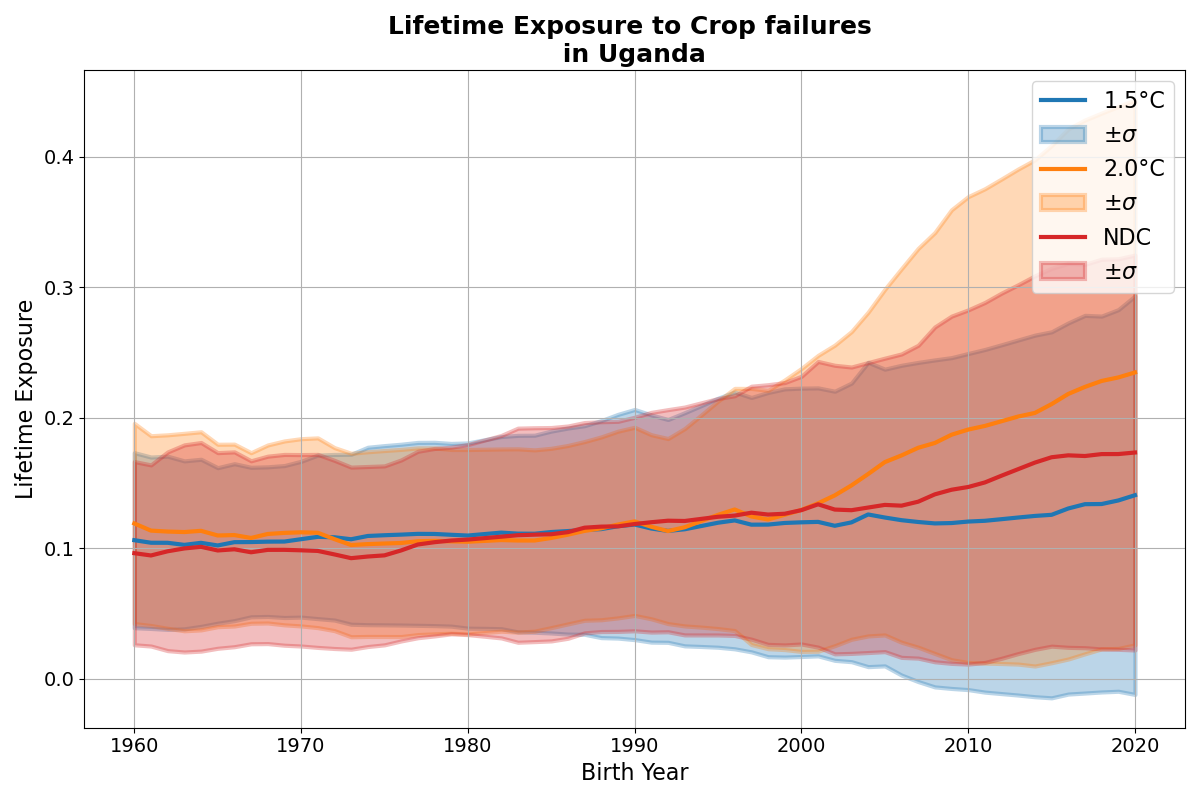 Lifetime Exposure to Crop failures
in Uganda
Lifetime Exposure
0.4
0.3
0.2
0.1
0.0
1960 1970 1980 1990 2000 2010 2020
Birth Year
1.5°C
±σ
2.0°C
±σ
NDC
±σ